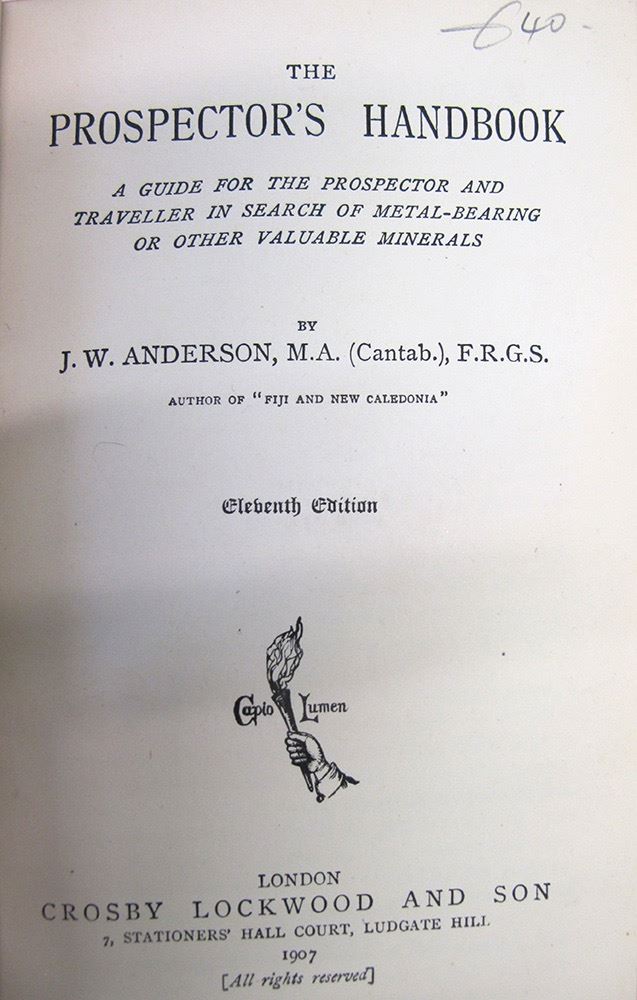 £40-
THE
PROSPECTOR'S HANDBOOK
A GUIDE FOR THE PROSPECTOR AND
TRAVELLER IN SEARCH OF METAL-BEARING
OR OTHER VALUABLE MINERALS
BY
J. W. ANDERSON, M.A. (Cantab.), F.R.G.S.
AUTHOR OF "FIJI AND NEW CALEDONIA"
Eleventh Edition
Capio Lumen
LONDON
CROSBY LOCKWOOD AND SON
7, STATIONERS' HALL COURT, LUDGATE HILL
1907
[All rights reserved]